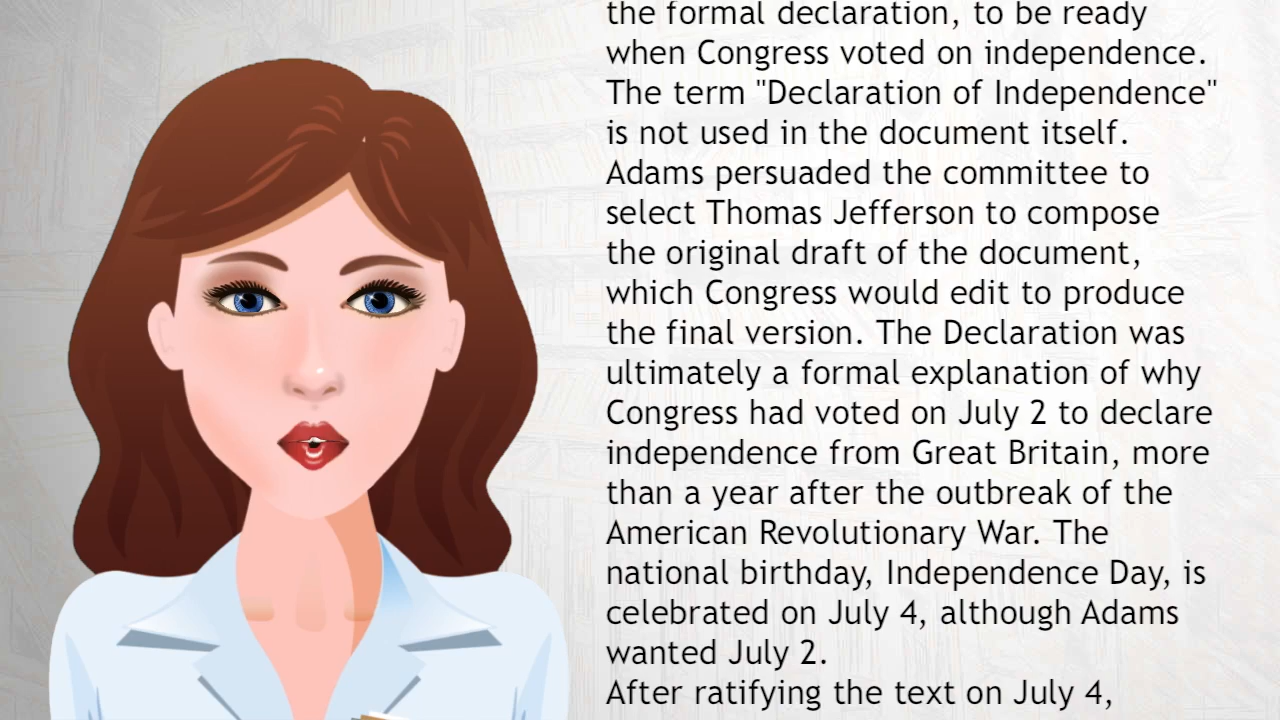 the formal declaration, to be ready
when Congress voted on independence.
The term "Declaration of Independence"
is not used in the document itself.
Adams persuaded the committee to
select Thomas Jefferson to compose
the original draft of the document,
which Congress would edit to produce
the final version. The Declaration was
ultimately a formal explanation of why
Congress had voted on July 2 to declare
independence from Great Britain, more
than a year after the outbreak of the
American Revolutionary War. The
national birthday, Independence Day, is
celebrated on July 4, although Adams
wanted July 2.
After ratifying the text on July 4,